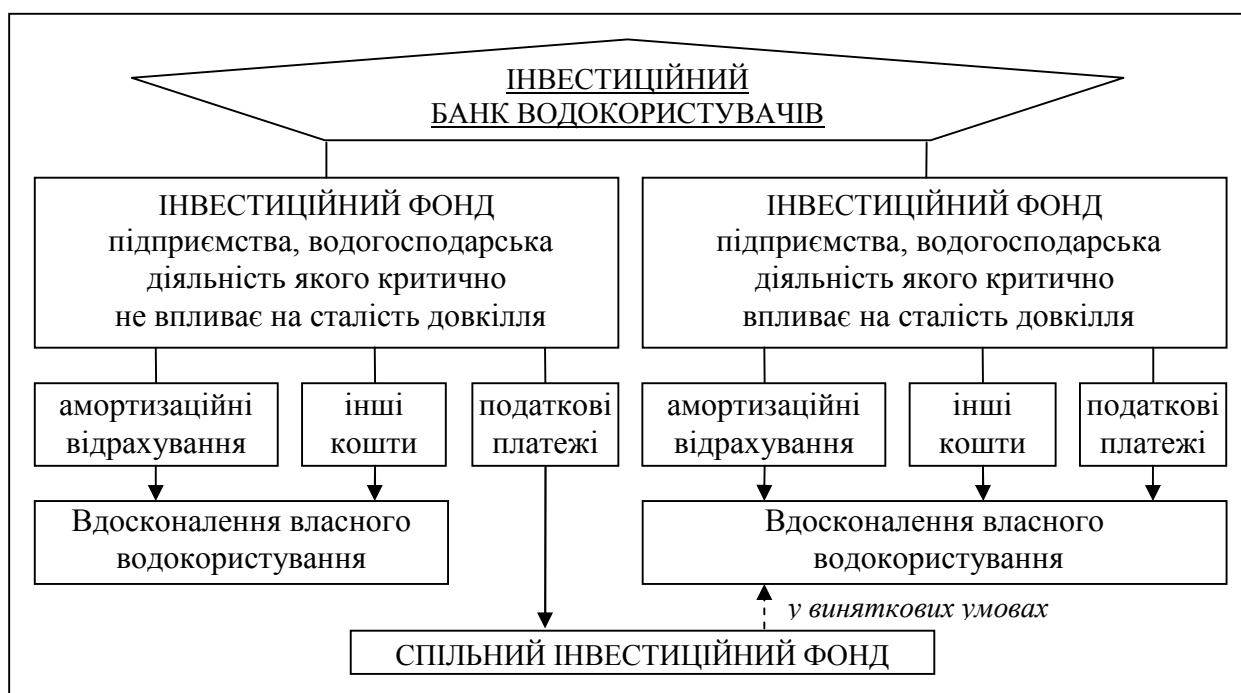 ІНВЕСТИЦІЙНИЙ
БАНК ВОДОКОРИСТУВАЧІВ
ІНВЕСТИЦІЙНИЙ ФОНД
підприємства, водогосподарська
діяльність якого критично
не впливає на сталість довкілля
ІНВЕСТИЦІЙНИЙ ФОНД
підприємства, водогосподарська
діяльність якого критично
впливає на сталість довкілля
амортизаційні
відрахування
інші
кошти
податкові
платежі
амортизаційні
відрахування
інші
кошти
податкові
платежі
Вдосконалення власного
водокористування
Вдосконалення власного
водокористування
у виняткових умовах
СПІЛЬНИЙ ІНВЕСТИЦІЙНИЙ ФОНД